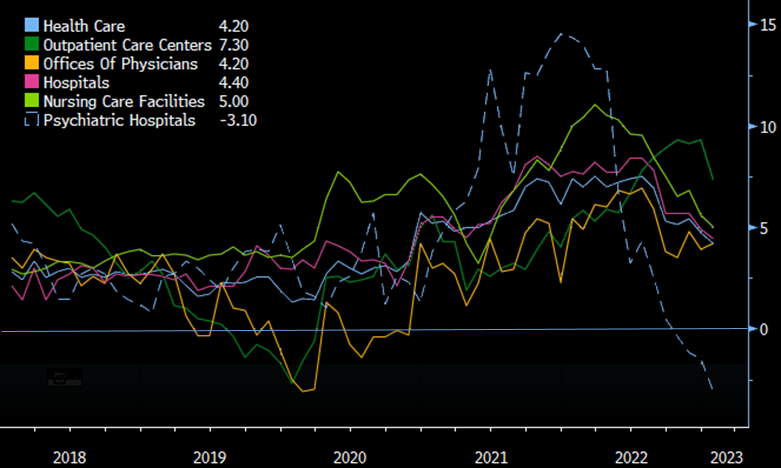 Health Care 4.20
Outpatient Care Centers 7.30
Offices Of Physicians 4.20
Hospitals 4.40
Nursing Care Facilities 5.00
Psychiatric Hospitals -3.10
15
10
5
0
2018 2019 2020 2021 2022 2023